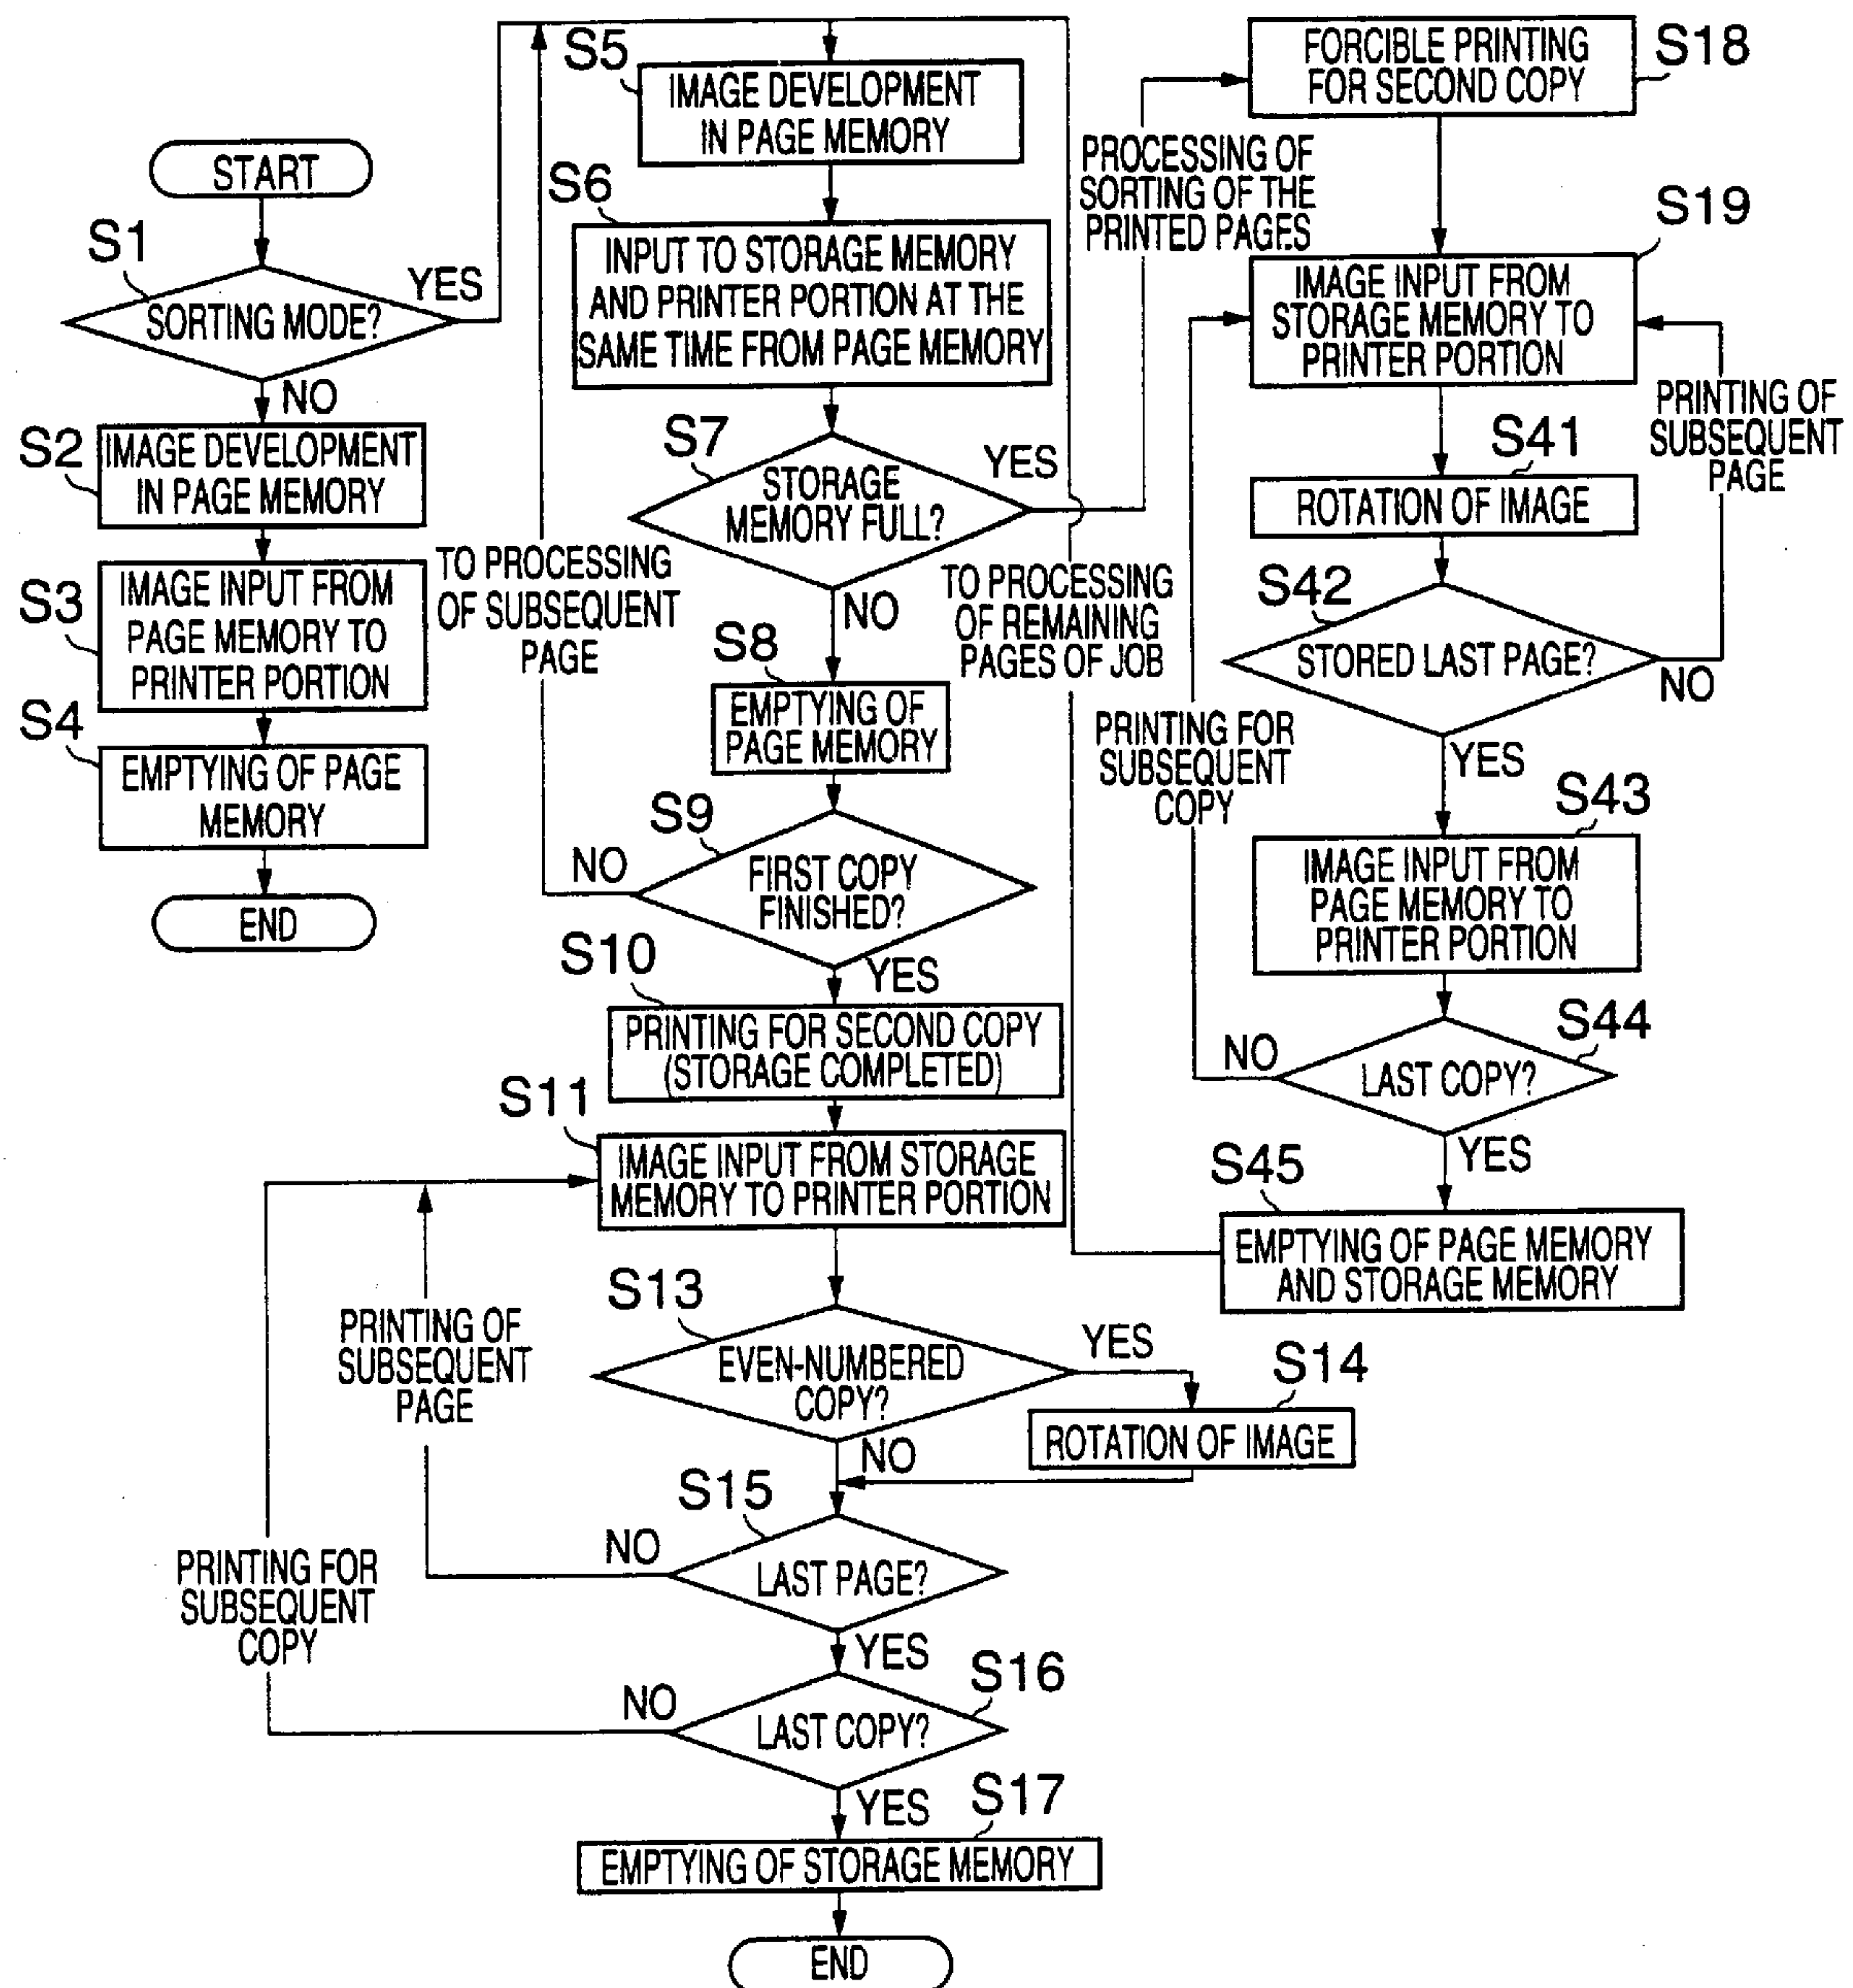 START
S1
SORTING MODE?
YES
NO
S2
IMAGE DEVELOPMENT
IN PAGE MEMORY
S3
IMAGE INPUT FROM
PAGE MEMORY TO
PRINTER PORTION
S4
EMPTYING OF PAGE
MEMORY
END
S5
IMAGE DEVELOPMENT
IN PAGE MEMORY
S6
INPUT TO STORAGE MEMORY
AND PRINTER PORTION AT THE
SAME TIME FROM PAGE MEMORY
S7
STORAGE
MEMORY FULL?
YES
NO
TO PROCESSING
OF SUBSEQUENT
PAGE
TO PROCESSING
OF REMAINING
PAGES OF JOB
S8
EMPTYING OF
PAGE MEMORY
S9
FIRST COPY
FINISHED?
NO
YES
S10
PRINTING FOR SECOND COPY
(STORAGE COMPLETED)
S11
IMAGE INPUT FROM STORAGE
MEMORY TO PRINTER PORTION
S13
EVEN-NUMBERED
COPY?
YES
NO
S14
ROTATION OF IMAGE
PRINTING OF
SUBSEQUENT
PAGE
S15
LAST PAGE?
NO
YES
PRINTING FOR
SUBSEQUENT
COPY
S16
LAST COPY?
NO
YES
S17
EMPTYING OF STORAGE MEMORY
END
PROCESSING OF
SORTING OF THE
PRINTED PAGES
S18
FORCIBLE PRINTING
FOR SECOND COPY
S19
IMAGE INPUT FROM
STORAGE MEMORY TO
PRINTER PORTION
PRINTING OF
SUBSEQUENT
PAGE
S41
ROTATION OF IMAGE
S42
STORED LAST PAGE?
NO
YES
PRINTING FOR
SUBSEQUENT
COPY
S43
IMAGE INPUT FROM
PAGE MEMORY TO
PRINTER PORTION
S44
LAST COPY?
NO
YES
S45
EMPTYING OF PAGE MEMORY
AND STORAGE MEMORY